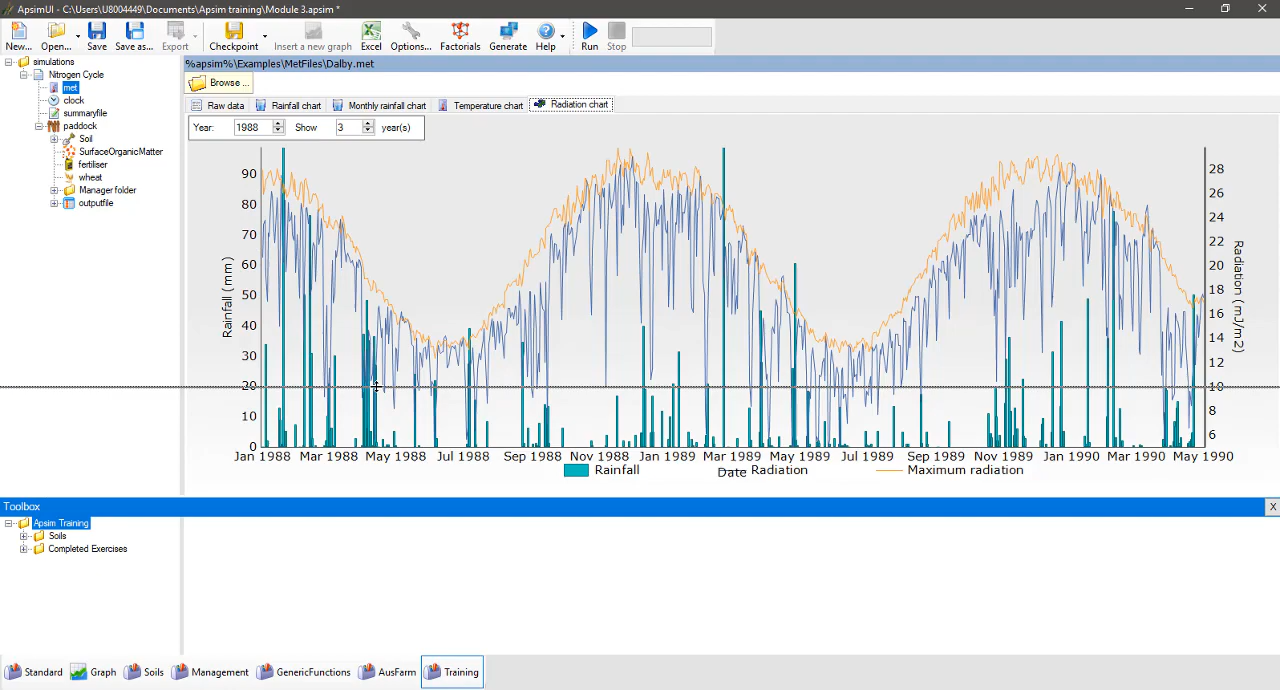 ApsimUI - C:\Users\U8004449\Documents\Apsim training\Module 3.apsim *
New... Open... Save Save as... Export Checkpoint Insert a new graph Excel Options... Factorials Generate Help Run Stop
simulations
Nitrogen Cycle
met
clock
summaryfile
paddock
Soil
SurfaceOrganicMatter
fertiliser
wheat
Manager folder
outputfile
%apsim%\Examples\MetFiles\Dalby.met
Browse ...
Raw data Rainfall chart Monthly rainfall chart Temperature chart Radiation chart
Year: 1988 Show 3 year(s)
Rainfall (mm)
90
80
70
60
50
40
30
20
10
0
28
26
24
22
20
18
16
14
12
10
8
6
Radiation (mJ/m2)
Jan 1988 Mar 1988 May 1988 Jul 1988 Sep 1988 Nov 1988 Jan 1989 Mar 1989 May 1989 Jul 1989 Sep 1989 Nov 1989 Jan 1990 Mar 1990 May 1990
Date
Rainfall Radiation Maximum radiation
Toolbox X
Apsim Training
Soils
Completed Exercises
Standard Graph Soils Management GenericFunctions AusFarm Training